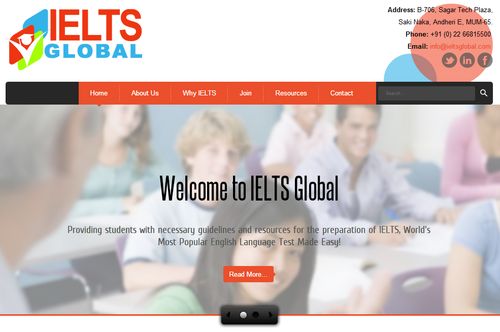 IELTS
GLOBAL
Address: B-706, Sagar Tech Plaza,
Saki Naka, Andheri E, MUM-65.
Phone: +91 (0) 22 66815500
Email: info@ieltsglobal.com
Home About Us Why IELTS Join Resources Contact Search...
Welcome to IELTS Global
Providing students with necessary guidelines and resources for the preparation of IELTS, World's
Most Popular English Language Test Made Easy!
Read More...